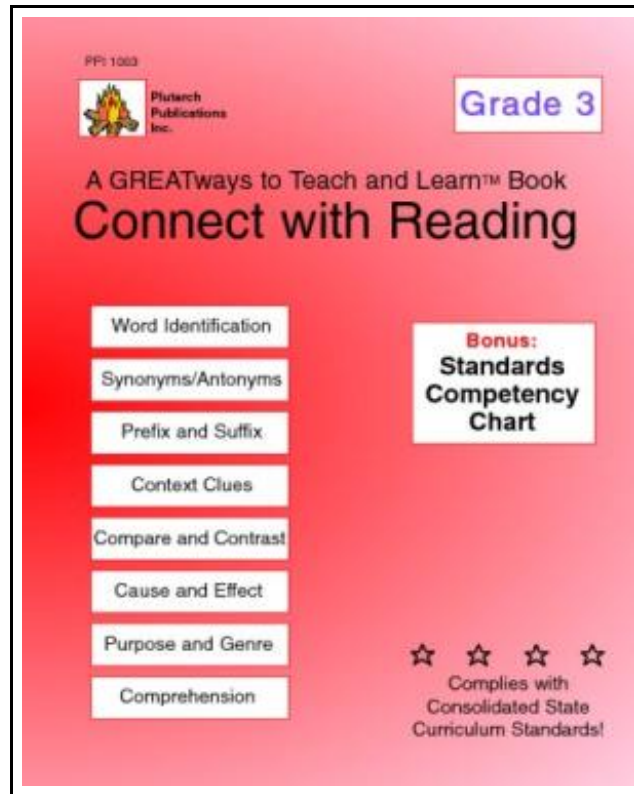 PPI 1003
Plutarch
Publications
Inc.
Grade 3
A GREATways to Teach and Learn™ Book
Connect with Reading
Word Identification
Synonyms/Antonyms
Prefix and Suffix
Context Clues
Compare and Contrast
Cause and Effect
Purpose and Genre
Comprehension
Bonus:
Standards
Competency
Chart
Complies with
Consolidated State
Curriculum Standards!